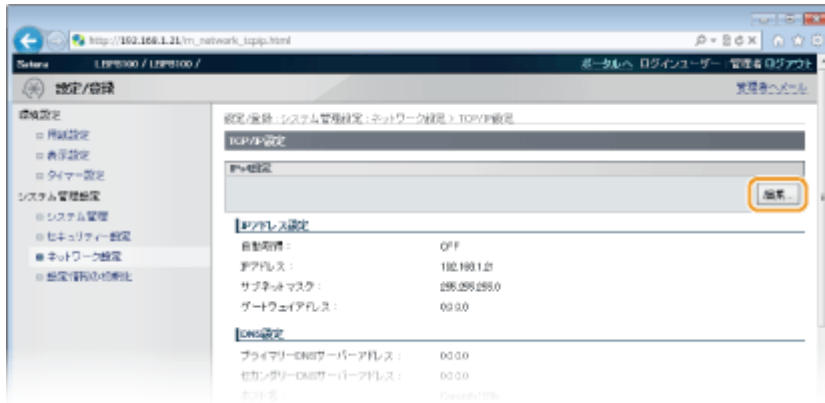 http://192.168.1.21/m_network_tcpip.html
Satera LBP8100 / LBP8100 / ポータルへ ログインユーザー：管理者 ログアウト
設定/登録 管理者へメール
環境設定
用紙設定
表示設定
タイマー設定
システム管理設定
システム管理
セキュリティー設定
ネットワーク設定
設定情報の初期化
設定/登録：システム管理設定：ネットワーク設定 > TCP/IP設定
TCP/IP設定
IPv4設定
編集...
IPアドレス設定
自動取得： OFF
IPアドレス： 192.168.1.21
サブネットマスク： 255.255.255.0
ゲートウェイアドレス： 0.0.0.0
DNS設定
プライマリーDNSサーバーアドレス： 0.0.0.0
セカンダリーDNSサーバーアドレス： 0.0.0.0
ホスト名：